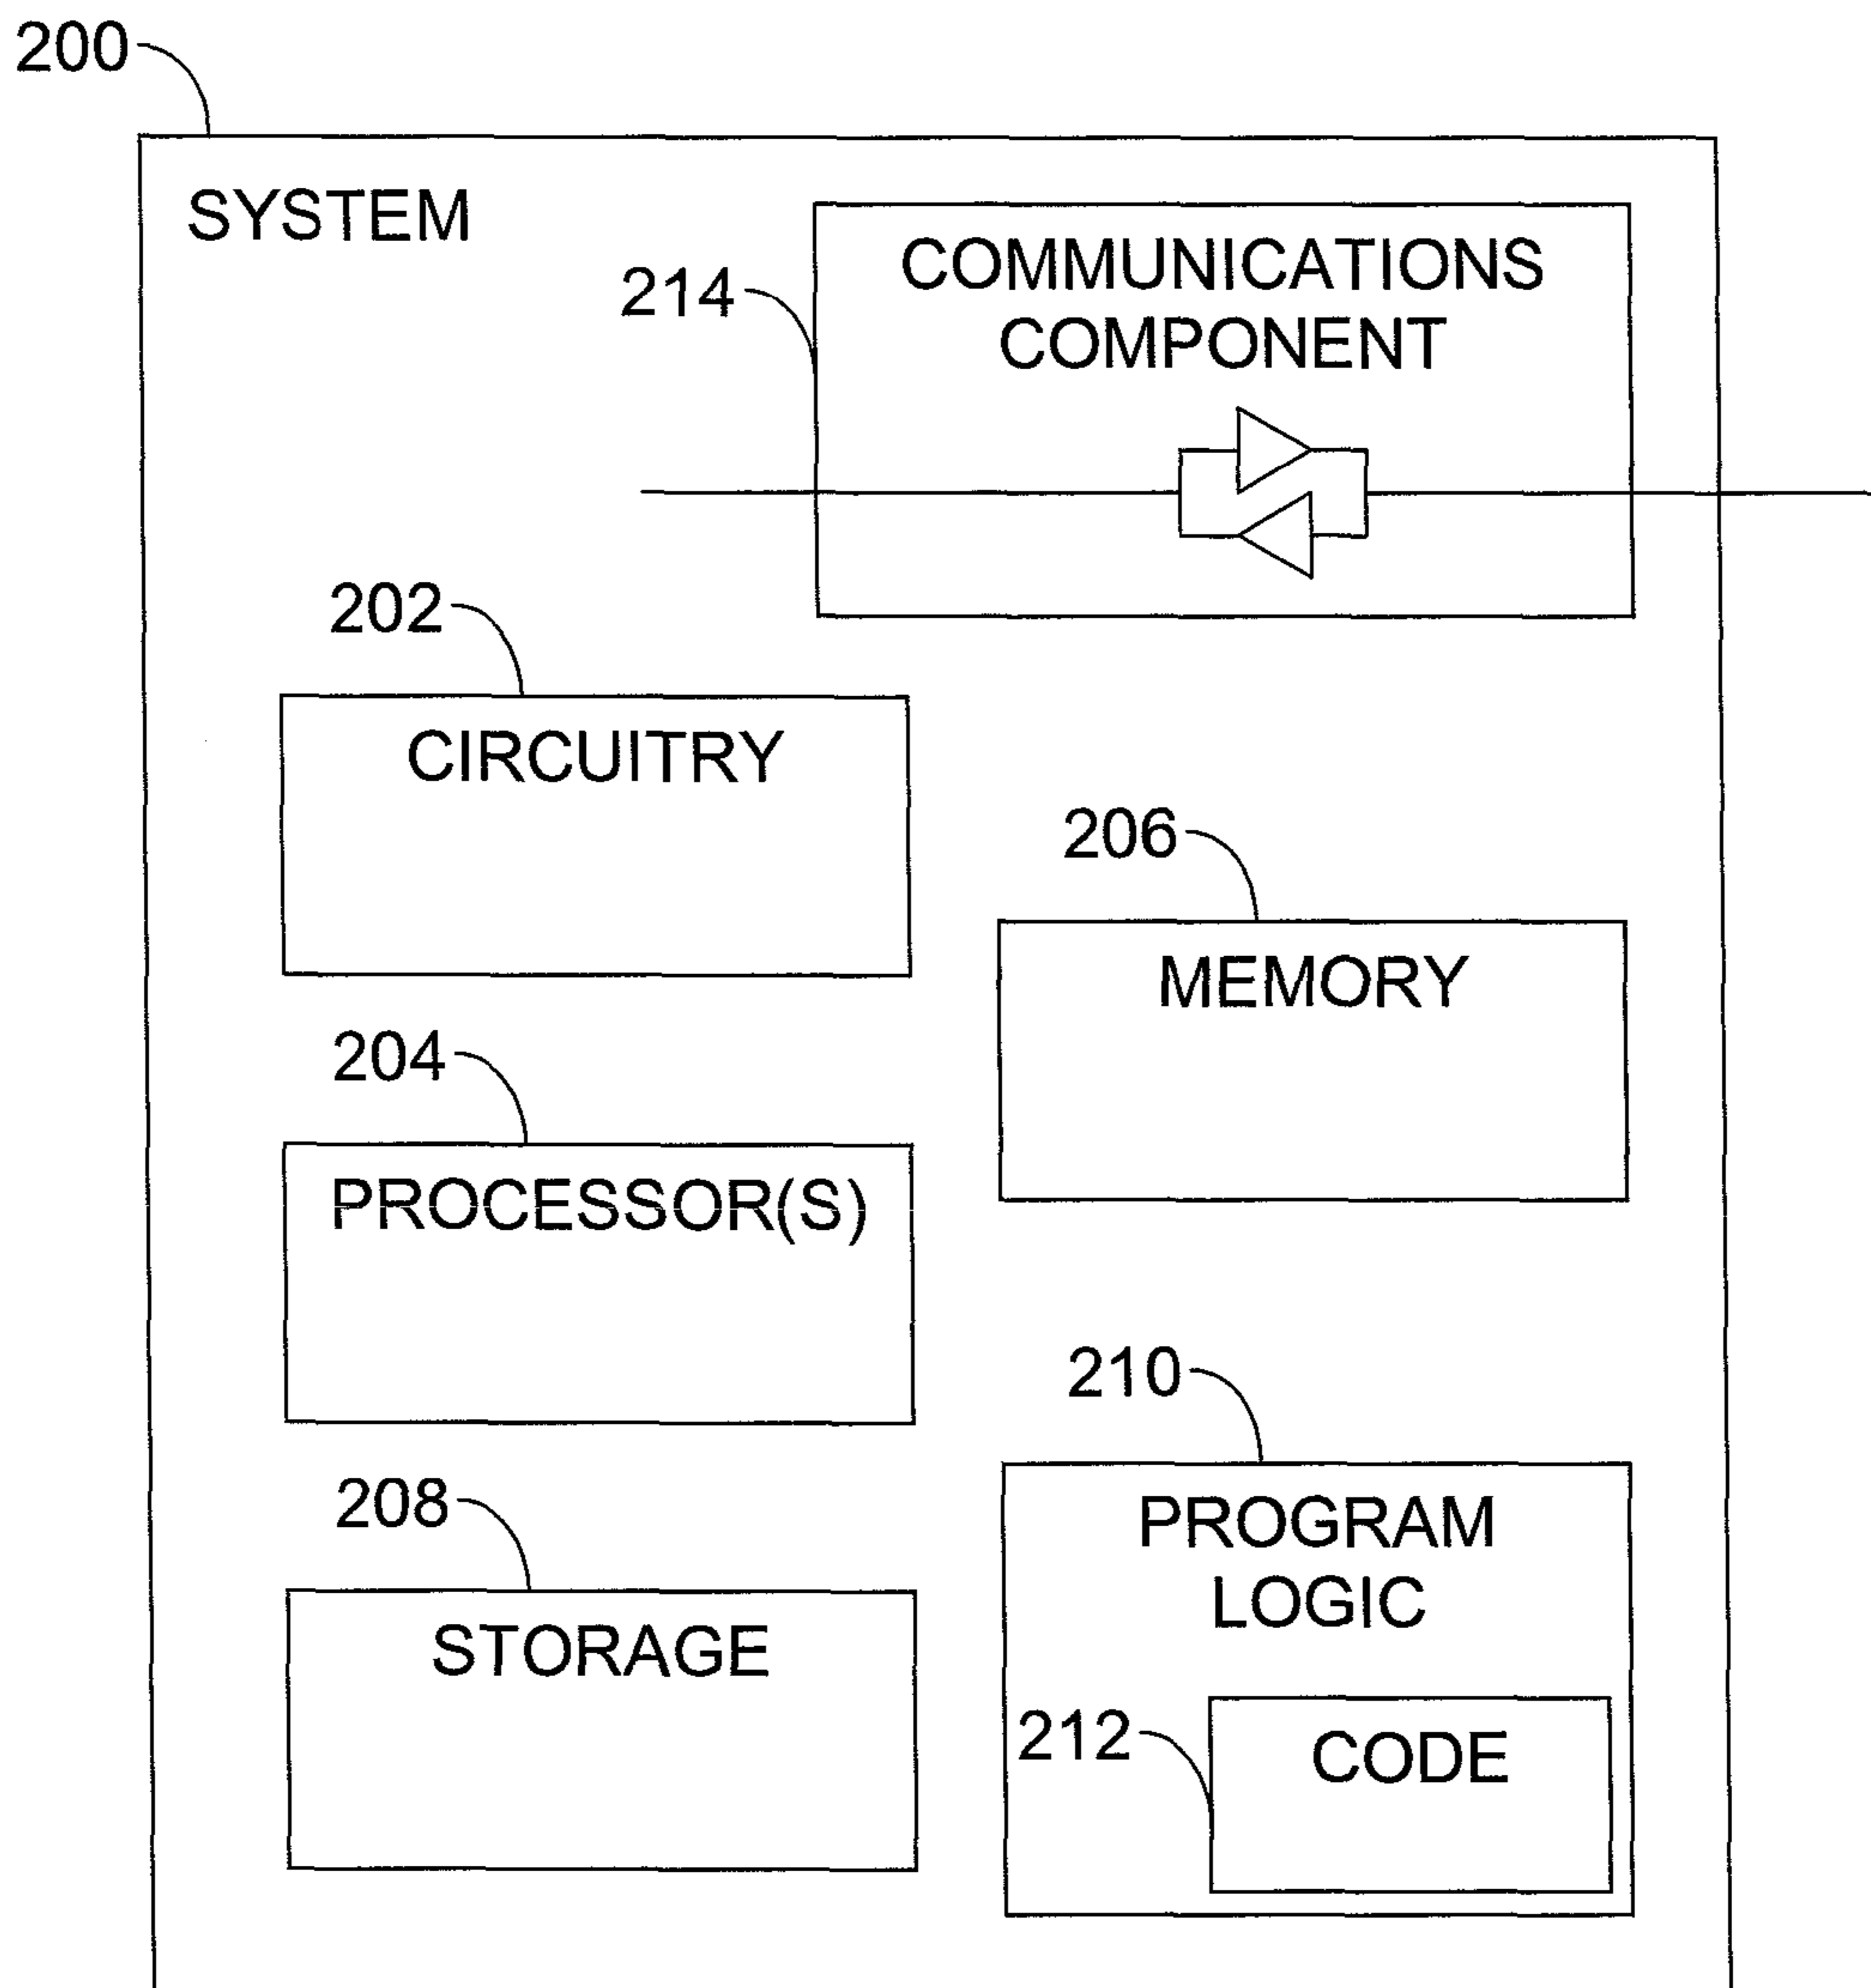 200
SYSTEM
214
COMMUNICATIONS
COMPONENT
202
CIRCUITRY
206
MEMORY
204
PROCESSOR(S)
210
PROGRAM
LOGIC
208
STORAGE
212
CODE